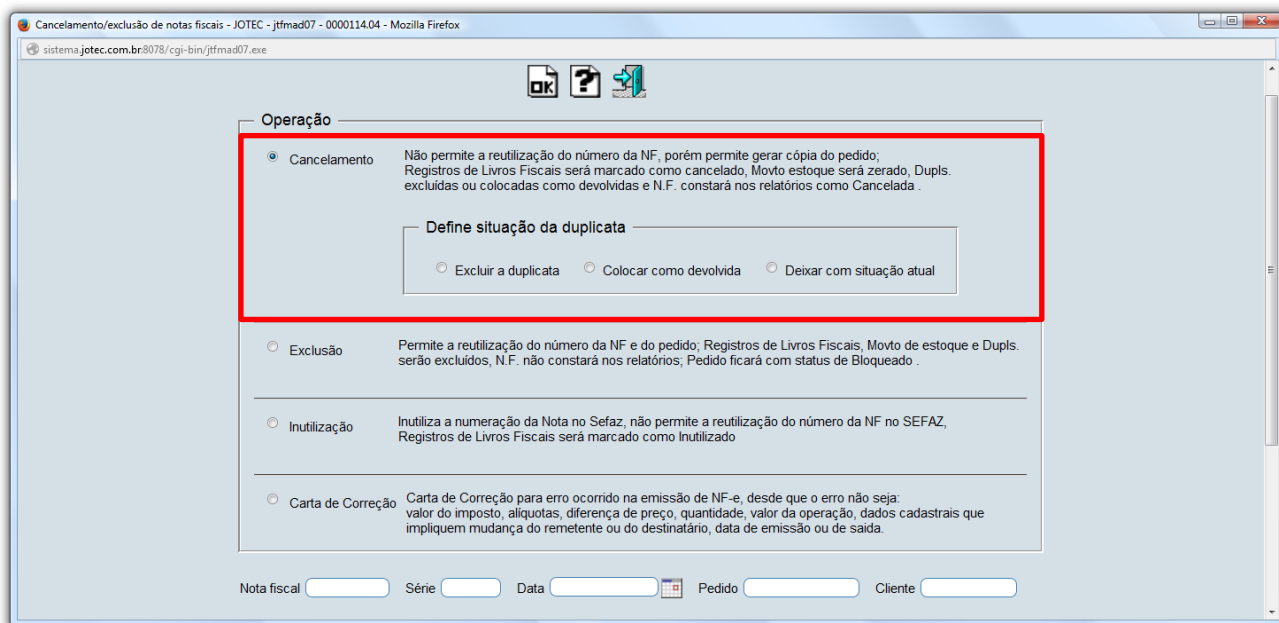 Cancelamento/exclusão de notas fiscais - JOTEC - jtfmad07 - 0000114.04 - Mozilla Firefox
sistema.jotec.com.br:8078/cgi-bin/jtfmad07.exe
OK ?
Operação
Cancelamento
Não permite a reutilização do número da NF, porém permite gerar cópia do pedido;
Registros de Livros Fiscais será marcado como cancelado, Movto estoque será zerado, Dupls.
excluídas ou colocadas como devolvidas e N.F. constará nos relatórios como Cancelada .
Define situação da duplicata
Excluir a duplicata Colocar como devolvida Deixar com situação atual
Exclusão
Permite a reutilização do número da NF e do pedido; Registros de Livros Fiscais, Movto de estoque e Dupls.
serão excluídos, N.F. não constará nos relatórios; Pedido ficará com status de Bloqueado .
Inutilização
Inutiliza a numeração da Nota no Sefaz, não permite a reutilização do número da NF no SEFAZ,
Registros de Livros Fiscais será marcado como Inutilizado
Carta de Correção
Carta de Correção para erro ocorrido na emissão de NF-e, desde que o erro não seja:
valor do imposto, alíquotas, diferença de preço, quantidade, valor da operação, dados cadastrais que
impliquem mudança do remetente ou do destinatário, data de emissão ou de saida.
Nota fiscal Série Data Pedido Cliente